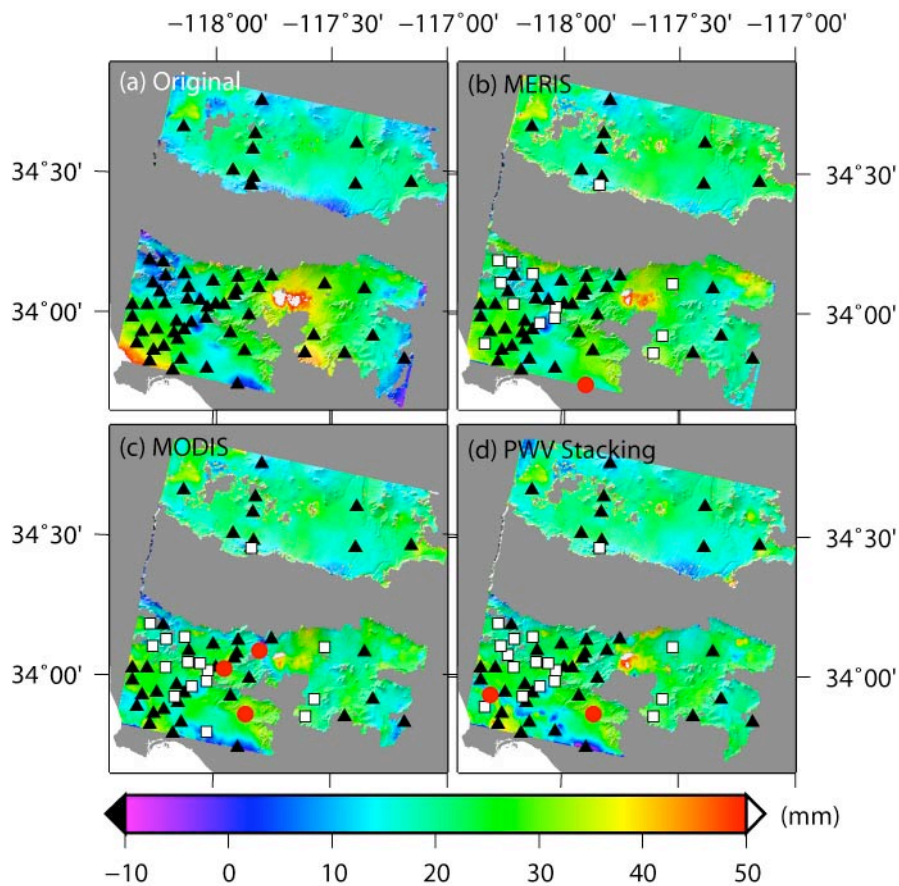 −118˚00' −117˚30' −117˚00' −118˚00' −117˚30' −117˚00'
(a) Original
(b) MERIS
34˚30' 34˚30'
34˚00' 34˚00'
(c) MODIS
(d) PWV Stacking
34˚30' 34˚30'
34˚00' 34˚00'
(mm)
−10 0 10 20 30 40 50